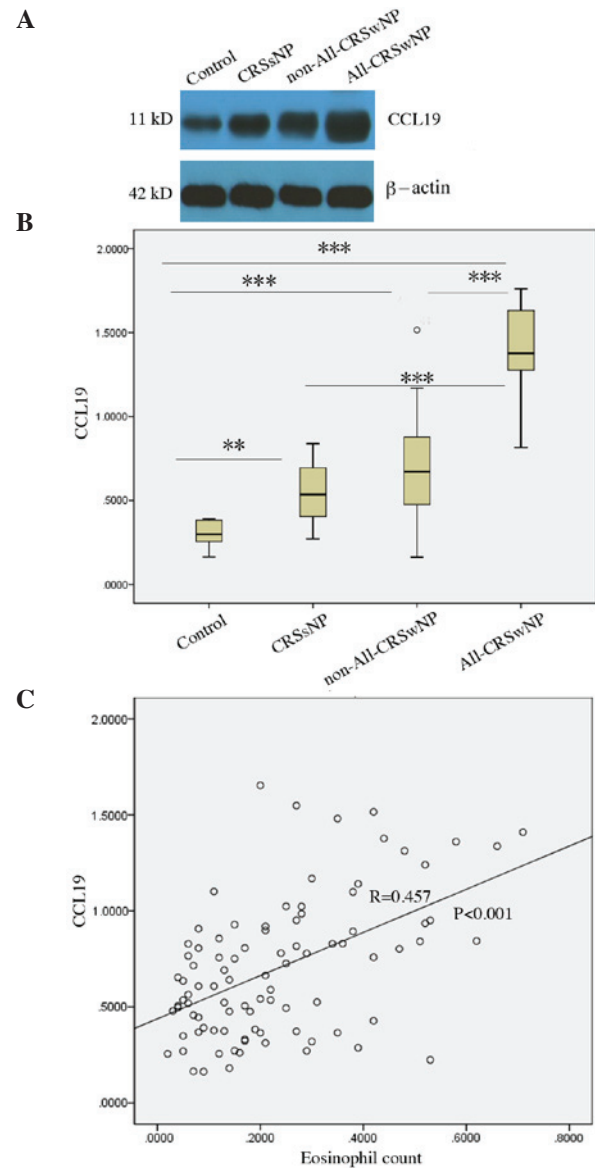 A
Control
CRSsNP
non-All-CRSwNP
All-CRSwNP
11 kD
CCL19
42 kD
β-actin
B
2.0000
1.5000
1.0000
.5000
.0000
CCL19
***
***
***
***
**
Control
CRSsNP
non-All-CRSwNP
All-CRSwNP
C
2.0000
1.5000
1.0000
.5000
.0000
CCL19
R=0.457
P<0.001
.0000
.2000
.4000
.6000
.8000
Eosinophil count